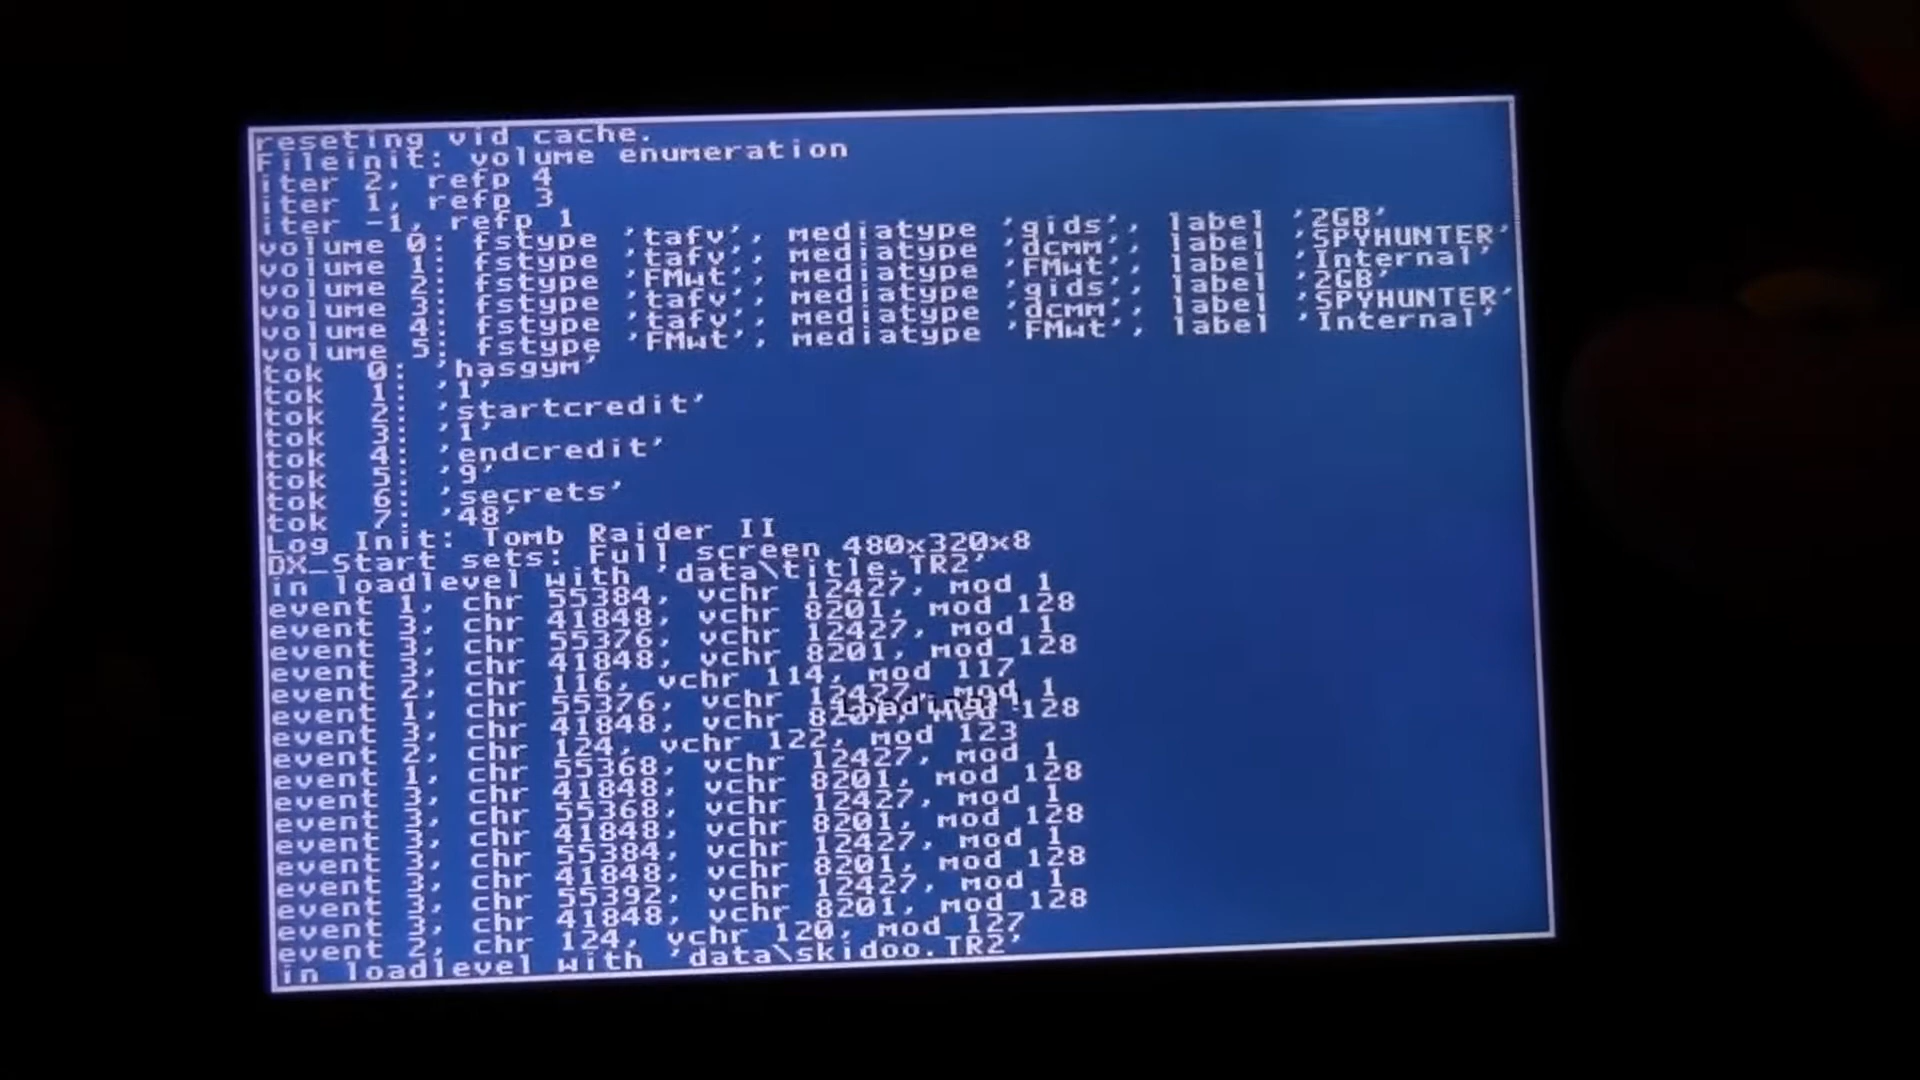 reseting vid cache.
Fileinit: volume enumeration
iter 2, refp 4
iter 1, refp 3
iter -1, refp 1
volume 0: fstype 'tafv', mediatype 'gids', label '2GB'
volume 1: fstype 'tafv', mediatype 'dcmm', label 'SPYHUNTER'
volume 2: fstype 'FMwt', mediatype 'FMwt', label 'Internal'
volume 3: fstype 'tafv', mediatype 'gids', label '2GB'
volume 4: fstype 'tafv', mediatype 'dcmm', label 'SPYHUNTER'
volume 5: fstype 'FMwt', mediatype 'FMwt', label 'Internal'
tok 0: 'hasgym'
tok 1: '1'
tok 2: 'startcredit'
tok 3: '1'
tok 4: 'endcredit'
tok 5: '9'
tok 6: 'secrets'
tok 7: '48'
Log Init: Tomb Raider II
DX_Start sets: Full screen 480x320x8
in loadlevel with 'data\title.TR2'
event 1, chr 55384, vchr 12427, mod 1
event 3, chr 41848, vchr 8201, mod 128
event 3, chr 55376, vchr 12427, mod 1
event 3, chr 41848, vchr 8201, mod 128
event 2, chr 116, vchr 114, mod 117
event 1, chr 55376, vchr 12427, mod 1
event 3, chr 41848, vchr 8201, mod 128
Loading
event 2, chr 124, vchr 122, mod 123
event 1, chr 55368, vchr 12427, mod 1
event 3, chr 41848, vchr 8201, mod 128
event 3, chr 55368, vchr 12427, mod 1
event 3, chr 41848, vchr 8201, mod 128
event 3, chr 55384, vchr 12427, mod 1
event 3, chr 41848, vchr 8201, mod 128
event 3, chr 55392, vchr 12427, mod 1
event 3, chr 41848, vchr 8201, mod 128
event 2, chr 124, vchr 120, mod 127
in loadlevel with 'data\skidoo.TR2'